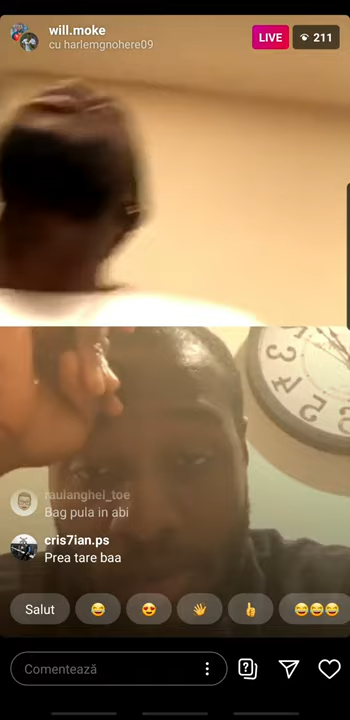 will.moke
cu harlemgnohere09
LIVE
211
raulanghel_toe
Bag pula in abi
cris7ian.ps
Prea tare baa
Salut
Comentează